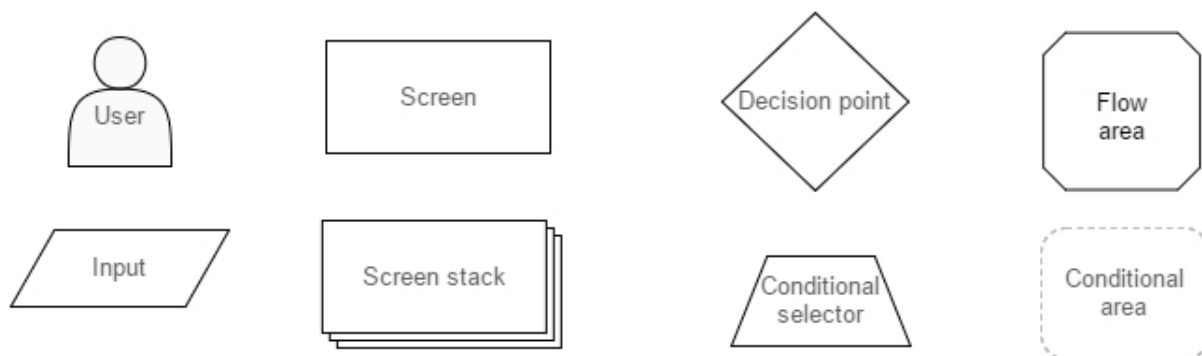 User
Screen
Decision point
Flow
area
Input
Screen stack
Conditional
selector
Conditional
area